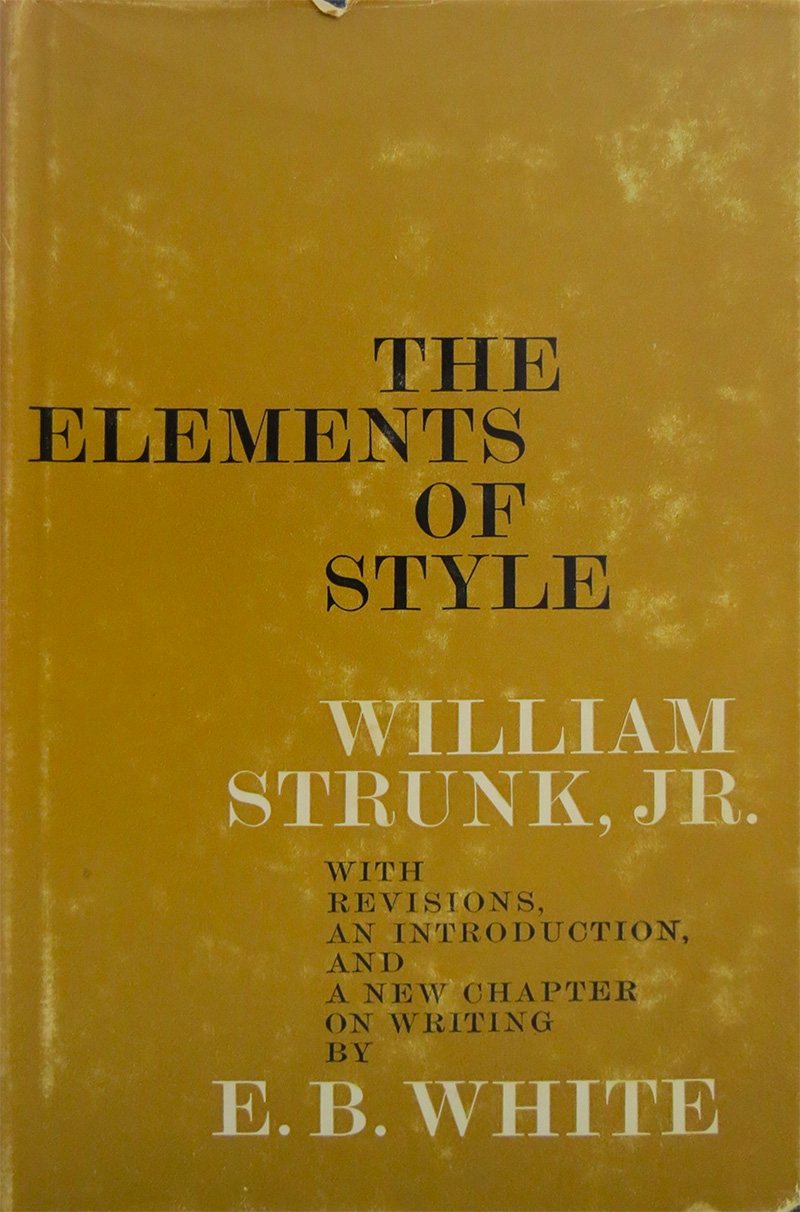 THE
ELEMENTS
OF
STYLE
WILLIAM
STRUNK, JR.
WITH
REVISIONS,
AN INTRODUCTION,
AND
A NEW CHAPTER
ON WRITING
BY
E. B. WHITE